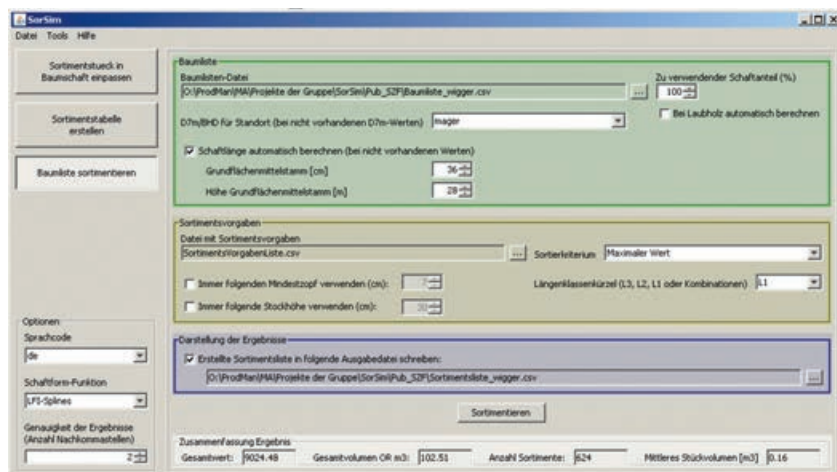 SorSim
Datei Tools Hilfe
Sortimentstueck in
Baumschaft einpassen
Sortimentstabelle
erstellen
Baumliste sortimentieren
Baumliste
Baumlisten-Datei
O:\ProdMan\MA\Projekte der Gruppe\SorSim\Pub_SZF\Baumliste_wigger.csv
...
Zu verwendender Schaftanteil (%)
100
Bei Laubholz automatisch berechnen
D7m/BHD für Standort (bei nicht vorhandenen D7m-Werten)
mager
Schaftlänge automatisch berechnen (bei nicht vorhandenen Werten)
Grundflächenmittelstamm [cm]
36
Höhe Grundflächenmittelstamm [m]
28
Sortimentsvorgaben
Datei mit Sortimentsvorgaben
SortimentsVorgabenListe.csv
...
Sortierkriterium
Maximaler Wert
Immer folgenden Mindestzopf verwenden (cm):
7
Längenklassenkürzel (L3, L2, L1 oder Kombinationen)
L1
Immer folgende Stockhöhe verwenden (cm):
30
Darstellung der Ergebnisse
Erstellte Sortimentsliste in folgende Ausgabedatei schreiben:
O:\ProdMan\MA\Projekte der Gruppe\SorSim\Pub_SZF\Sortimentsliste_wigger.csv
...
Optionen
Sprachcode
de
Schaftform-Funktion
LFI-Splines
Genauigkeit der Ergebnisse
(Anzahl Nachkommastellen)
2
Sortimentieren
Zusammenfassung Ergebnis
Gesamtwert: 9024.48 Gesamtvolumen OR m3: 102.51 Anzahl Sortimente: 624 Mittleres Stückvolumen [m3] 0.16